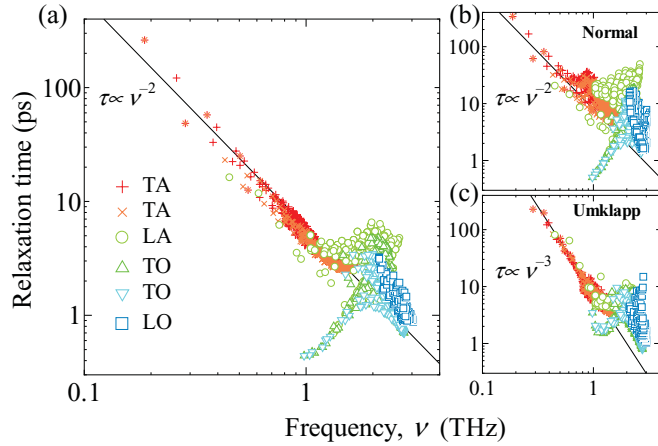 (a)
τ∝ ν⁻²
100
10
1
Relaxation time (ps)
TA
TA
LA
TO
TO
LO
0.1
1
Frequency, ν (THz)
(b)
Normal
τ∝ ν⁻²
100
10
1
(c)
Umklapp
τ∝ ν⁻³
100
10
1
0.1
1